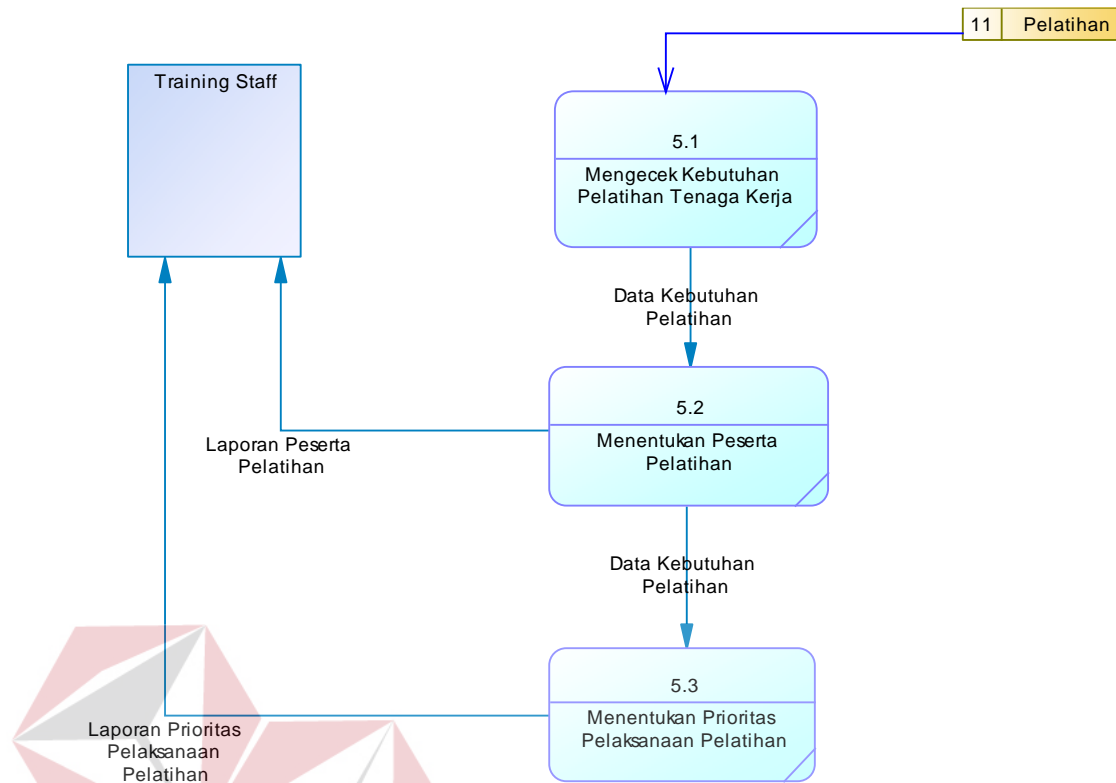 11 Pelatihan
Training Staff
5.1
Mengecek Kebutuhan
Pelatihan Tenaga Kerja
Data Kebutuhan
Pelatihan
5.2
Menentukan Peserta
Pelatihan
Laporan Peserta
Pelatihan
Data Kebutuhan
Pelatihan
5.3
Menentukan Prioritas
Pelaksanaan Pelatihan
Laporan Prioritas
Pelaksanaan
Pelatihan